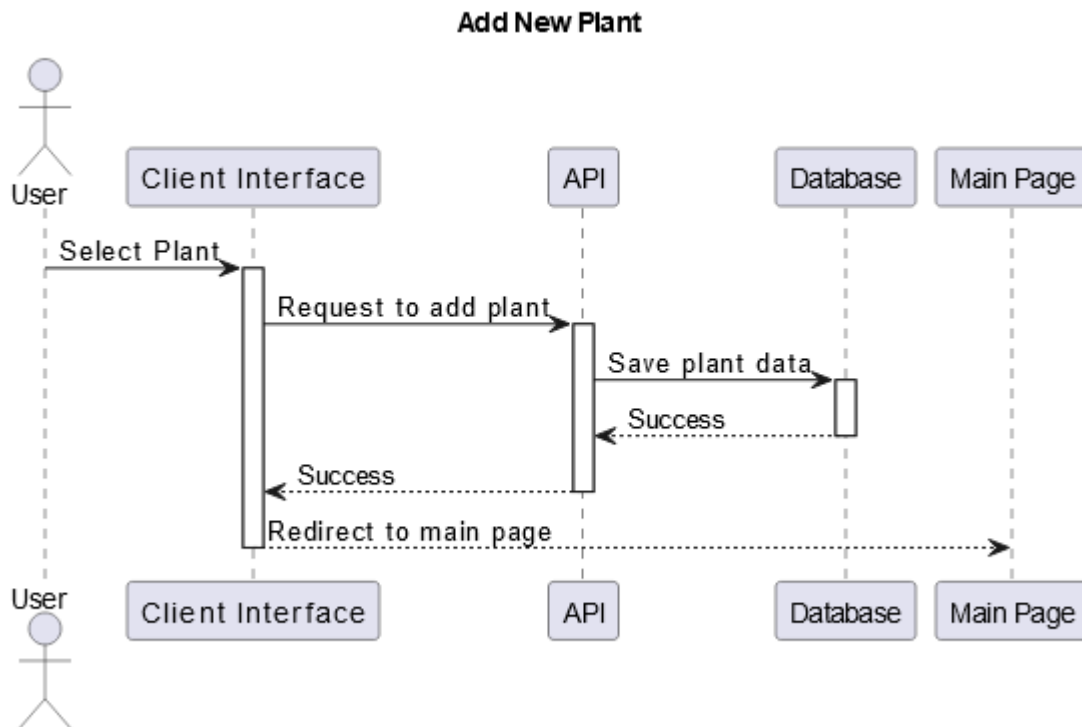 Add New Plant
User
Client Interface
API
Database
Main Page
Select Plant
Request to add plant
Save plant data
Success
Success
Redirect to main page
User
Client Interface
API
Database
Main Page